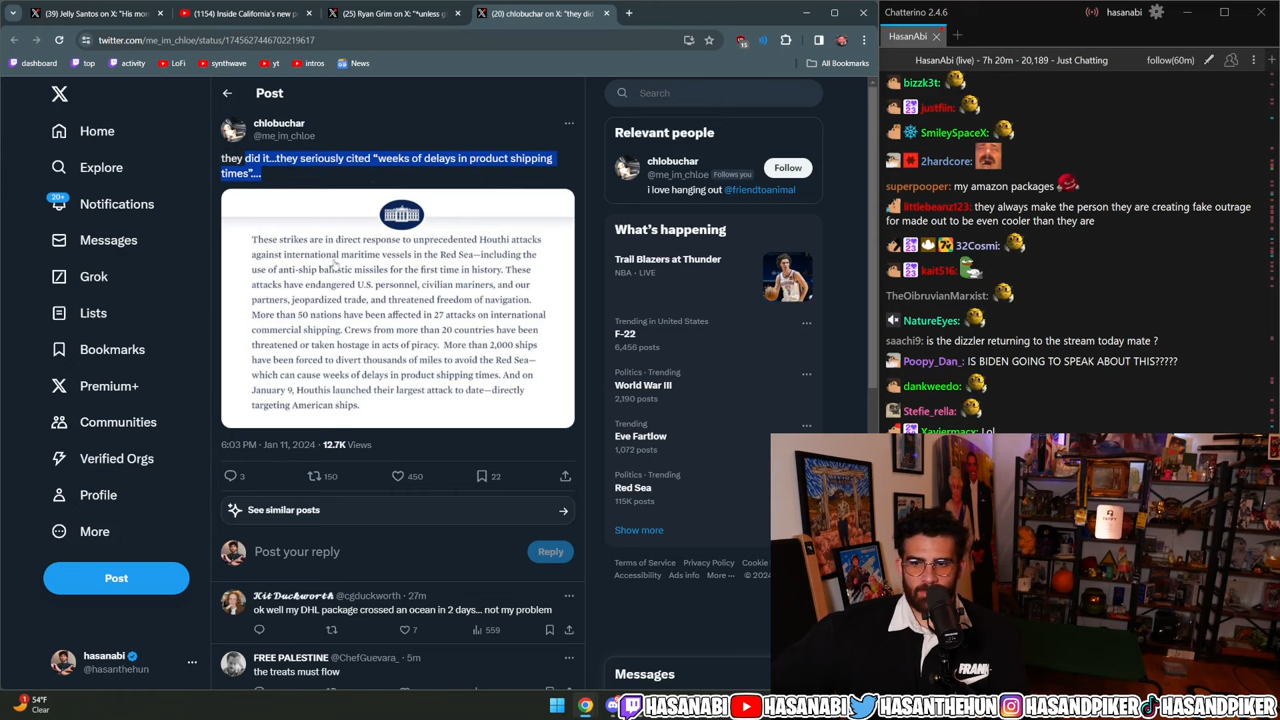 (39) Jelly Santos on X: "His mom
(1154) Inside California's new p
(25) Ryan Grim on X: "*unless g
(20) chlobuchar on X: "they did
twitter.com/me_im_chloe/status/1745627446702219617
dashboard
top
activity
LoFi
synthwave
yt
intros
News
All Bookmarks
Home
Explore
20+
Notifications
Messages
Grok
Lists
Bookmarks
Premium+
Communities
Verified Orgs
Profile
More
Post
hasanabi
@hasanthehun
54°F
Clear
Post
chlobuchar
@me_im_chloe
they did it...they seriously cited “weeks of delays in product shipping
times”....
These strikes are in direct response to unprecedented Houthi attacks
against international maritime vessels in the Red Sea—including the
use of anti-ship ballistic missiles for the first time in history. These
attacks have endangered U.S. personnel, civilian mariners, and our
partners, jeopardized trade, and threatened freedom of navigation.
More than 50 nations have been affected in 27 attacks on international
commercial shipping. Crews from more than 20 countries have been
threatened or taken hostage in acts of piracy. More than 2,000 ships
have been forced to divert thousands of miles to avoid the Red Sea—
which can cause weeks of delays in product shipping times. And on
January 9, Houthis launched their largest attack to date—directly
targeting American ships.
6:03 PM · Jan 11, 2024 · 12.7K Views
3
150
450
22
See similar posts
Post your reply
Reply
Kit Duckworth @cgduckworth · 27m
ok well my DHL package crossed an ocean in 2 days... not my problem
7
559
FREE PALESTINE @ChefGuevara_ · 5m
the treats must flow
Search
Relevant people
chlobuchar
@me_im_chloe Follows you
Follow
i love hanging out @friendtoanimal
What’s happening
Trail Blazers at Thunder
NBA · LIVE
Trending in United States
F-22
6,456 posts
Politics · Trending
World War III
2,190 posts
Trending
Eve Fartlow
1,072 posts
Politics · Trending
Red Sea
115K posts
Show more
Terms of Service Privacy Policy Cookie
Accessibility Ads info More ··· © 2024
Messages
Chatterino 2.4.6
hasanabi
HasanAbi
HasanAbi (live) - 7h 20m - 20,189 - Just Chatting
follow(60m)
bizzk3t:
justfiin:
SmileySpaceX:
2hardcore:
superpooper: my amazon packages
littlebeanz123: they always make the person they are creating fake outrage
for made out to be even cooler than they are
32Cosmi:
kait516:
TheOibruvianMarxist:
NatureEyes:
saachi9: is the dizzler returning to the stream today mate ?
Poopy_Dan_: IS BIDEN GOING TO SPEAK ABOUT THIS?????
dankweedo:
Stefie_rella:
Xaviermacx: Lol
HASANABI
HASANABI
HASANTHEHUN
HASANDPIKER
HASANDPIKER